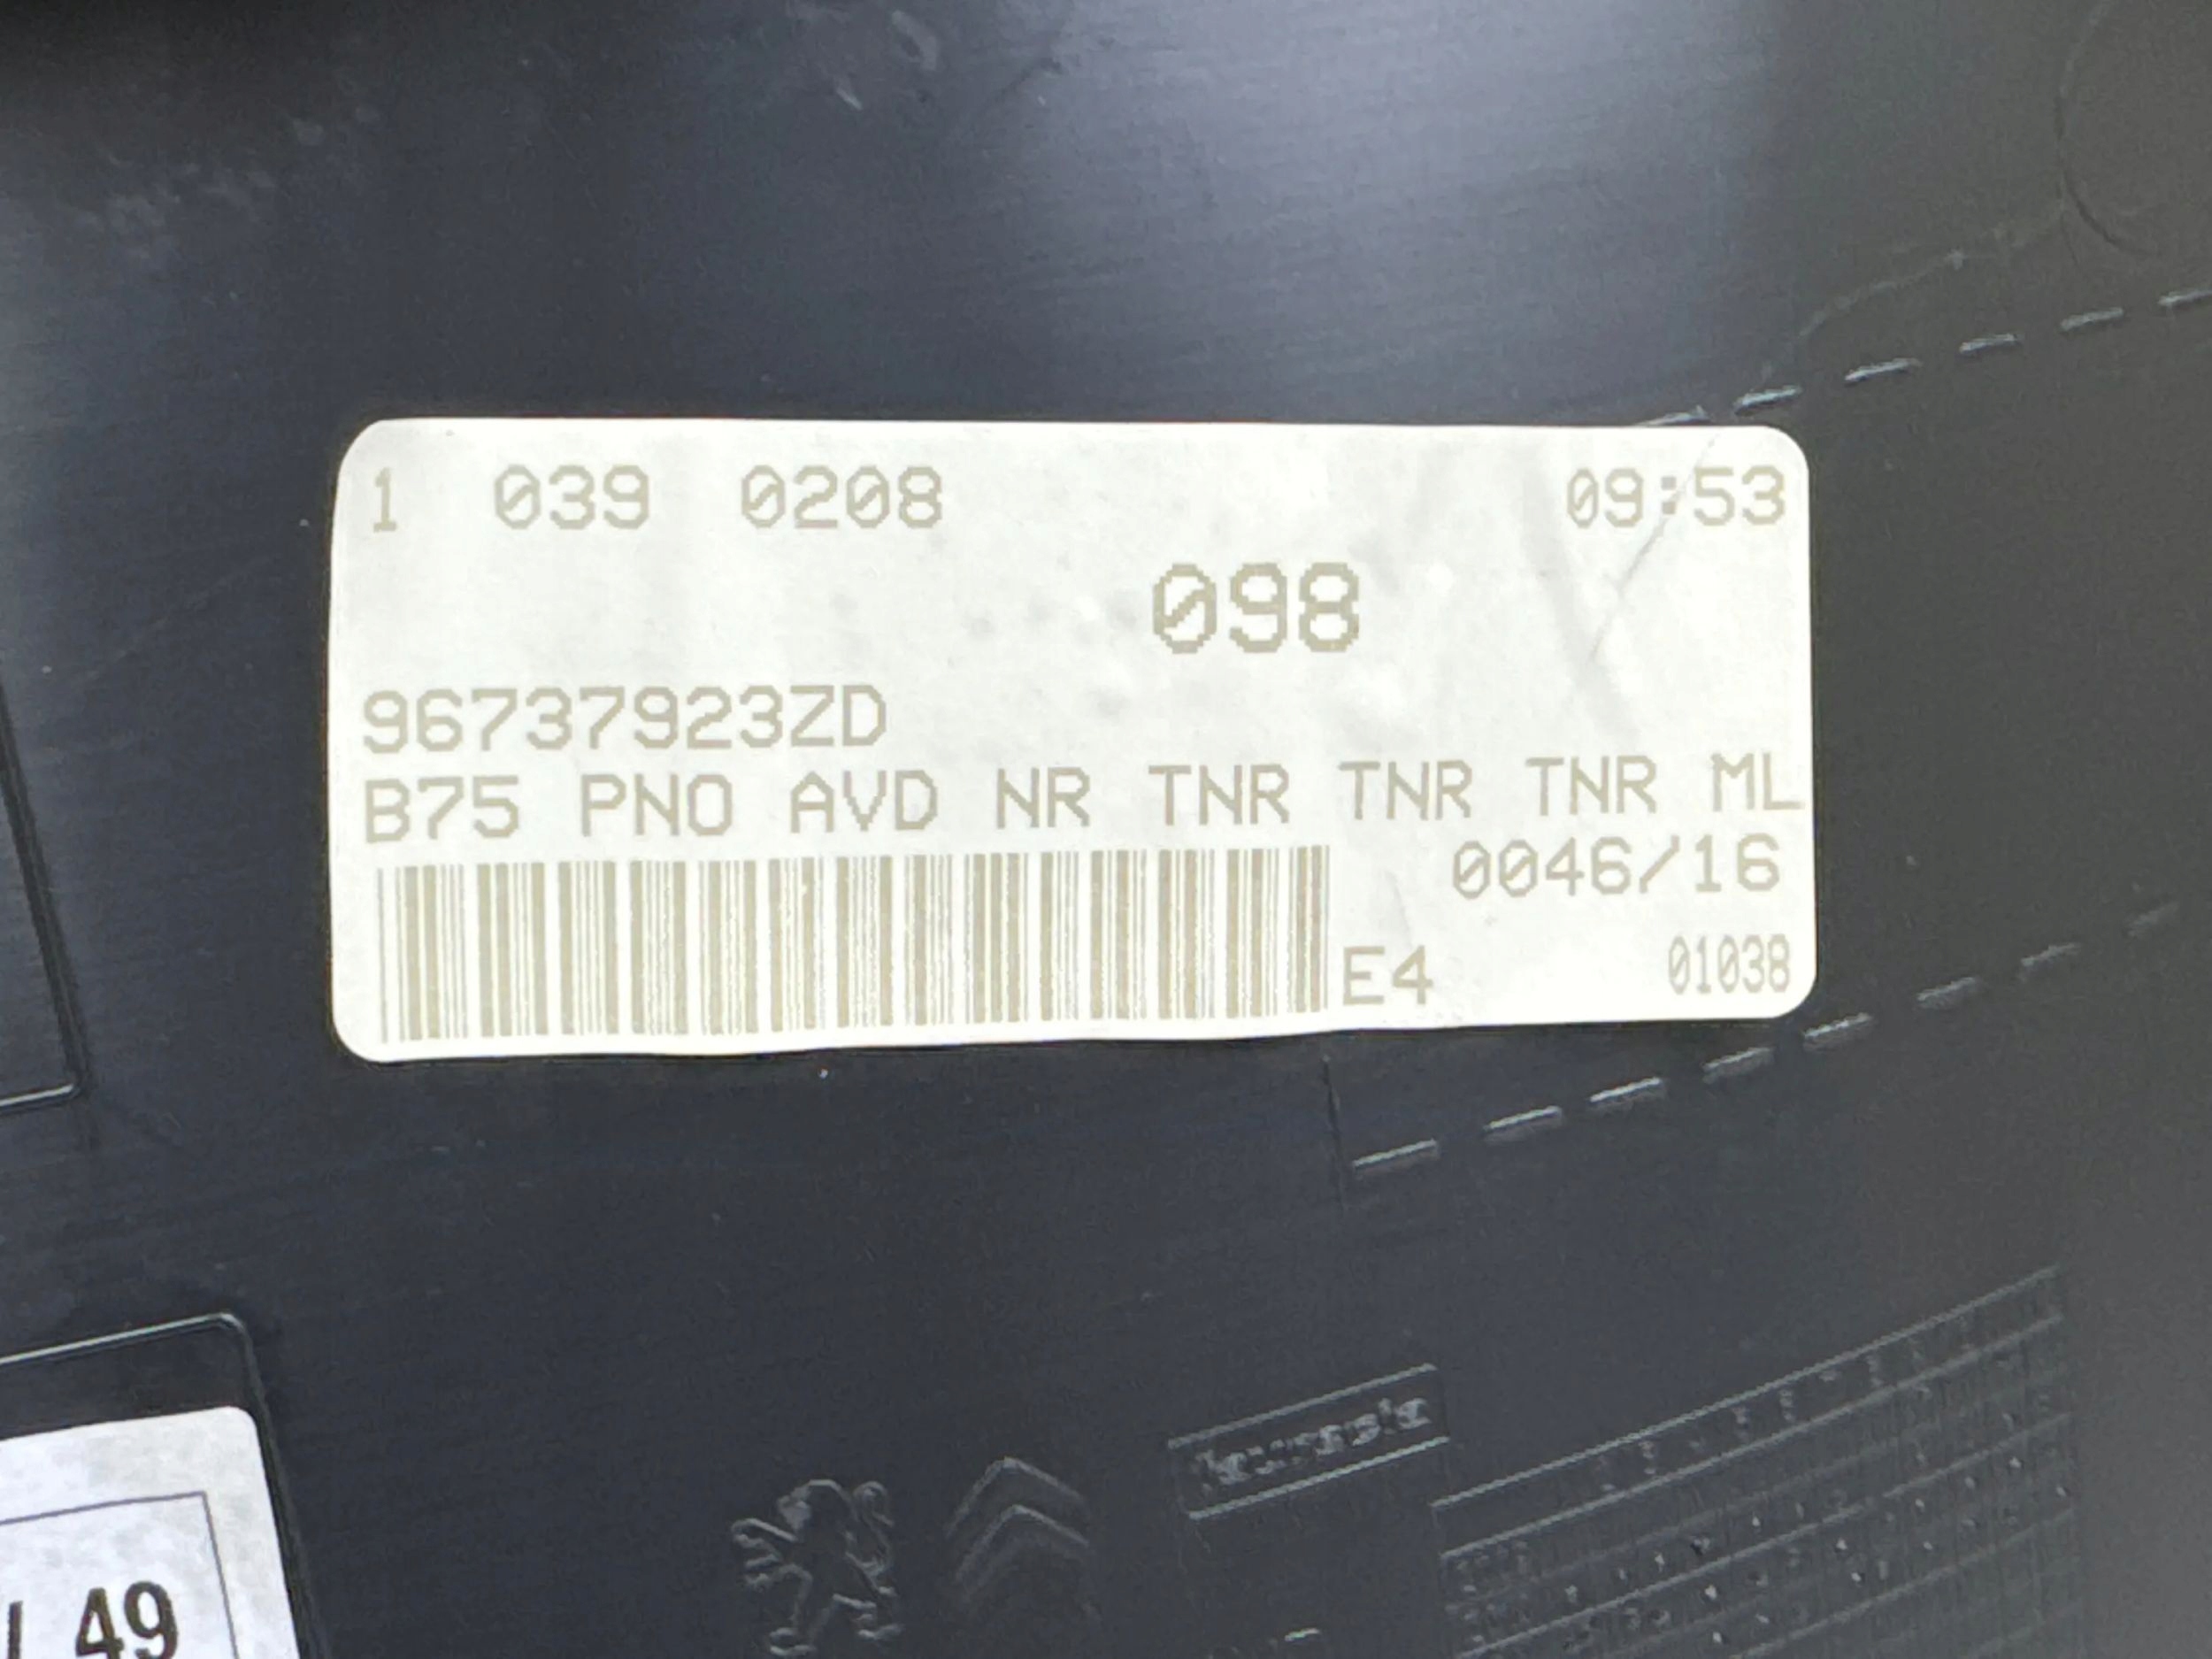 1 039 0208 09:53
098
96737923ZD
B75 PNO AVD NR TNR TNR TNR ML
0046/16
E4 01038
49